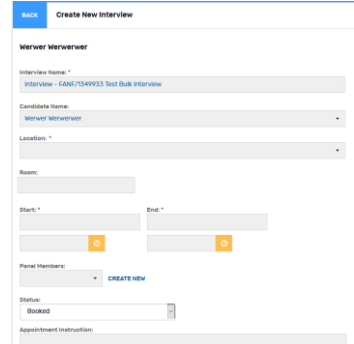 BACK Create New Interview
Werwer Werwerwer
Interview Name: *
Interview - FANF/1349933 Test Bulk Interview
Candidate Name:
Werwer Werwerwer
Location: *
Room:
Start: * End: *
Panel Members:
CREATE NEW
Status:
Booked
Appointment Instruction: